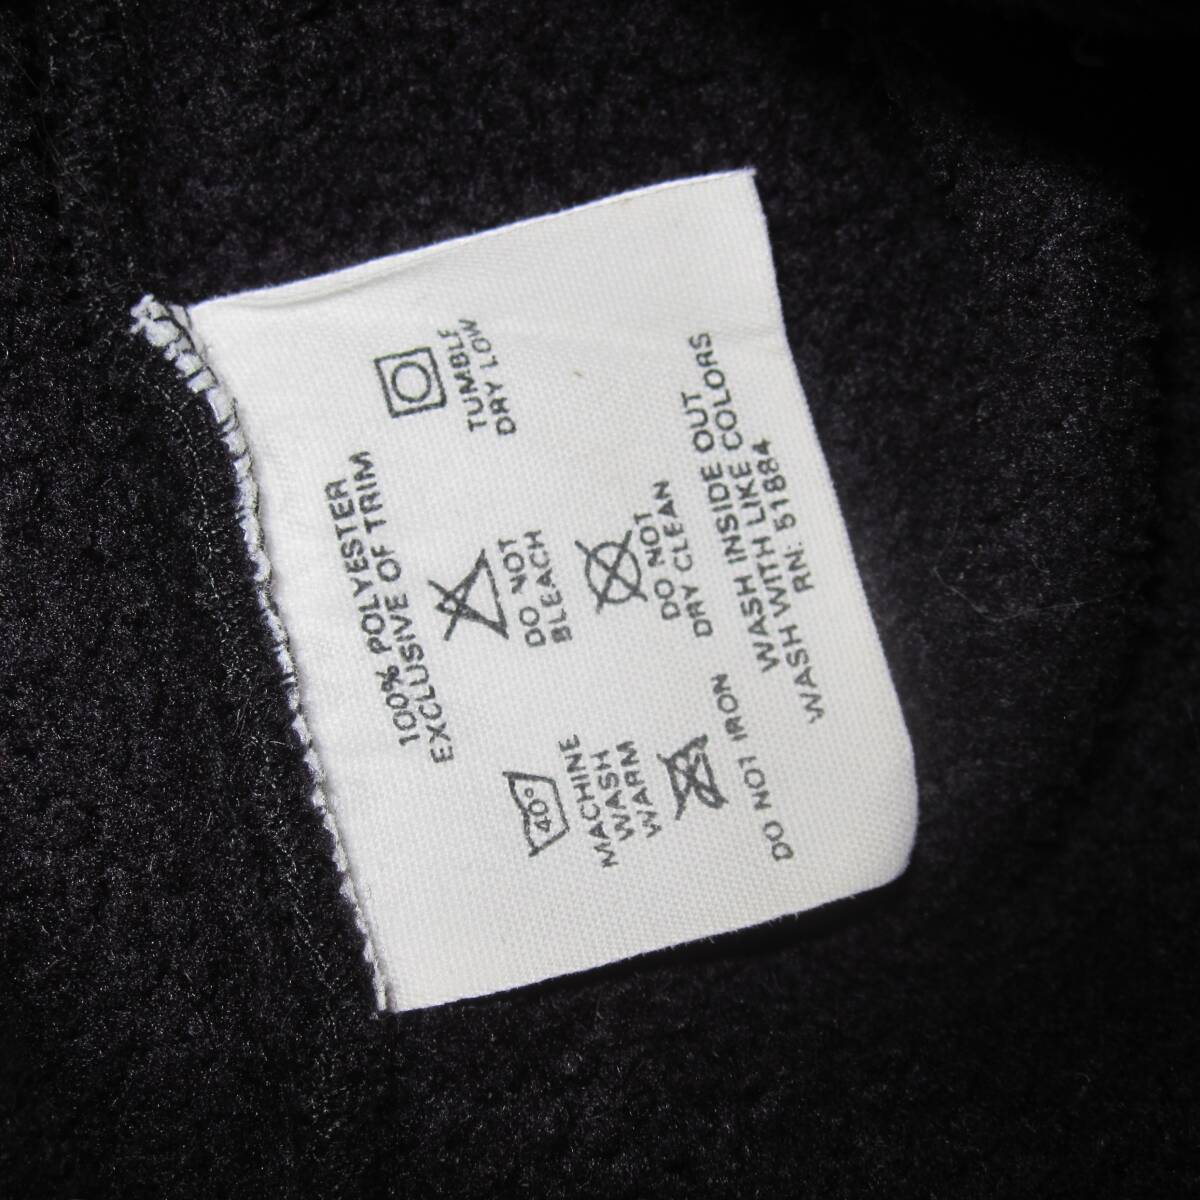 100% POLYESTER
EXCLUSIVE OF TRIM
40°
MACHINE
WASH
WARM
DO NOT
BLEACH
TUMBLE
DRY LOW
DO NOT IRON
DO NOT
DRY CLEAN
WASH INSIDE OUT
WASH WITH LIKE COLORS
RN. 51884